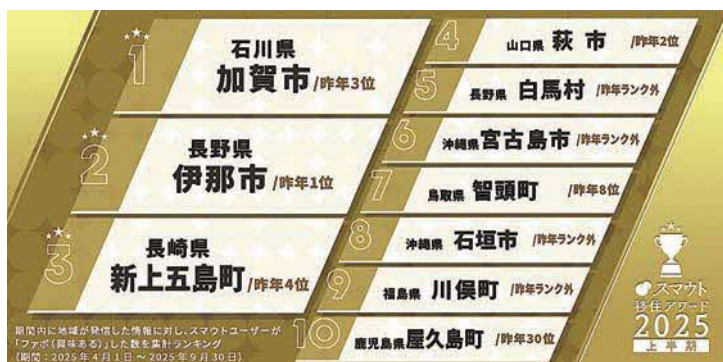 1
石川県
加賀市/昨年3位
2
長野県
伊那市/昨年1位
3
長崎県
新上五島町/昨年4位
4
山口県 萩市 /昨年2位
5
長野県 白馬村 /昨年ランク外
6
沖縄県宮古島市/昨年ランク外
7
鳥取県 智頭町 /昨年8位
8
沖縄県 石垣市 /昨年ランク外
9
福島県 川俣町 /昨年ランク外
10
鹿児島県屋久島町/昨年30位
期間内に地域が発信した情報に対し、スマウトユーザーが
「ファボ(興味ある)」した数を集計ランキング
(期間:2025年4月1日〜2025年9月30日)
スマウト
移住アワード
2025
上半期